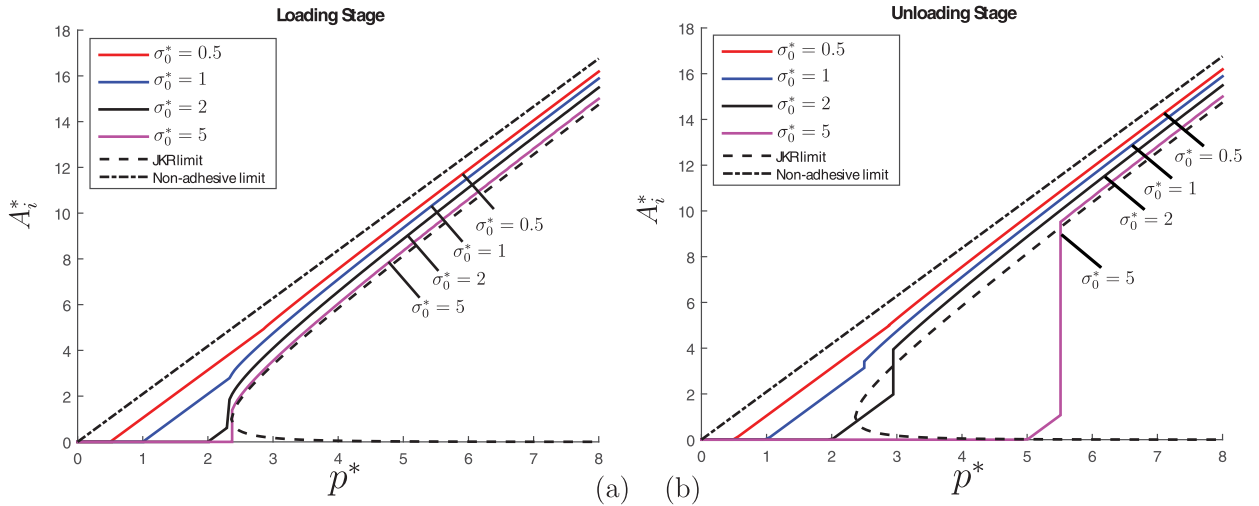 Loading Stage
18
16
14
12
10
8
6
4
2
0
A_i^*
σ_0^* = 0.5
σ_0^* = 1
σ_0^* = 2
σ_0^* = 5
JKR limit
Non-adhesive limit
σ_0^* = 0.5
σ_0^* = 1
σ_0^* = 2
σ_0^* = 5
0 1 2 3 4 5 6 7 8
p^*
(a)
Unloading Stage
18
16
14
12
10
8
6
4
2
0
A_i^*
σ_0^* = 0.5
σ_0^* = 1
σ_0^* = 2
σ_0^* = 5
JKR limit
Non-adhesive limit
σ_0^* = 0.5
σ_0^* = 1
σ_0^* = 2
σ_0^* = 5
0 1 2 3 4 5 6 7 8
p^*
(b)